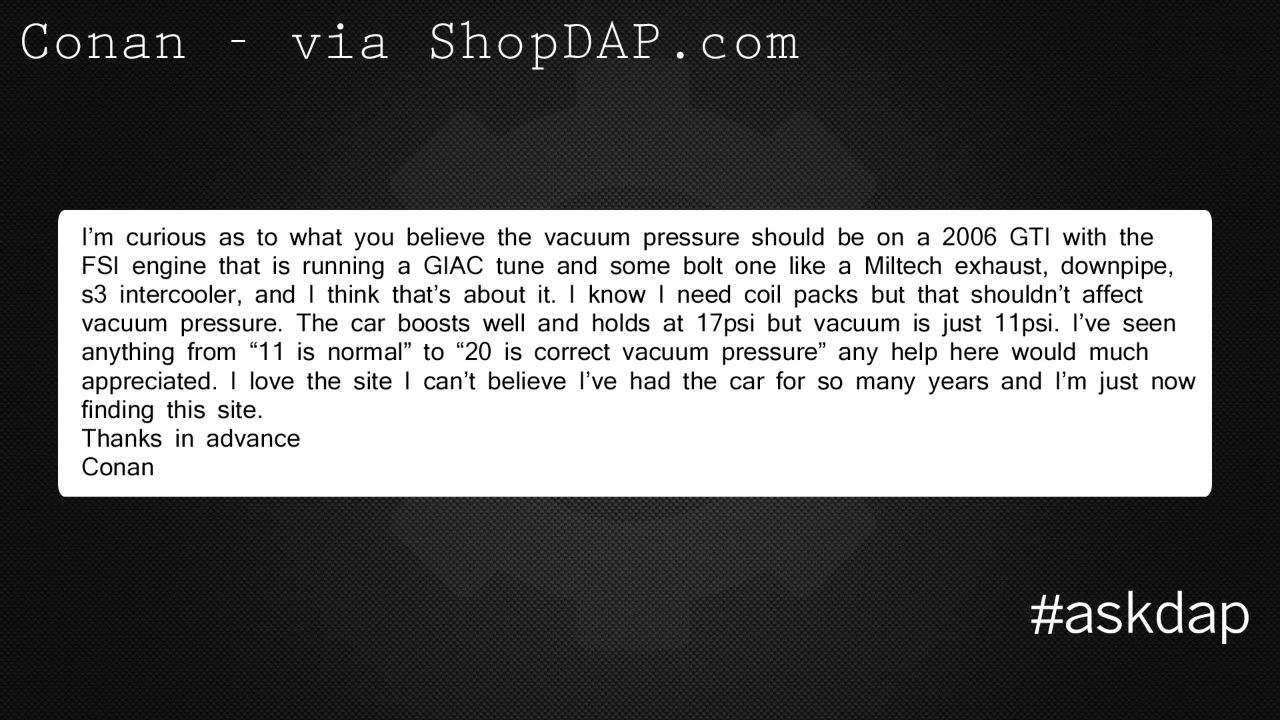 Conan - via ShopDAP.com
I’m curious as to what you believe the vacuum pressure should be on a 2006 GTI with the
FSI engine that is running a GIAC tune and some bolt one like a Miltech exhaust, downpipe,
s3 intercooler, and I think that’s about it. I know I need coil packs but that shouldn’t affect
vacuum pressure. The car boosts well and holds at 17psi but vacuum is just 11psi. I’ve seen
anything from “11 is normal” to “20 is correct vacuum pressure” any help here would much
appreciated. I love the site I can’t believe I’ve had the car for so many years and I’m just now
finding this site.
Thanks in advance
Conan
#askdap